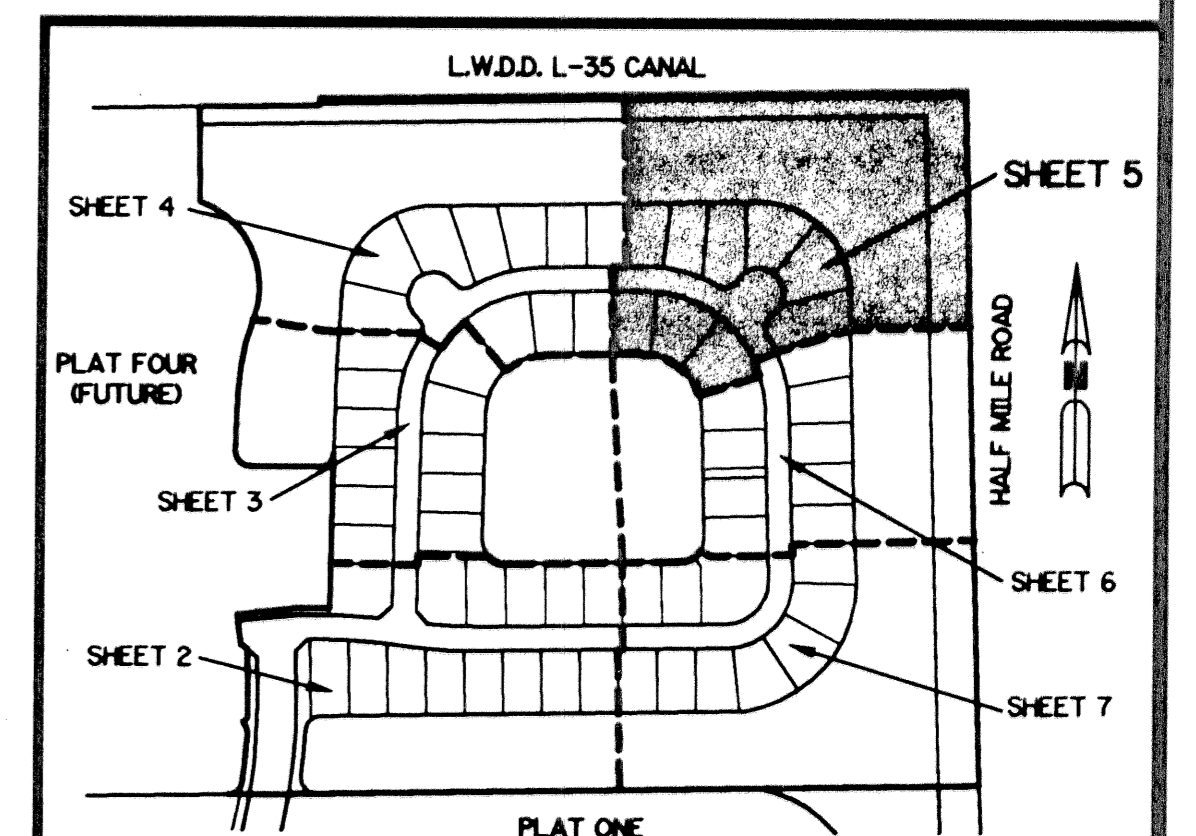 L.W.D.D. L-35 CANAL
SHEET 5
SHEET 4
HALF MILE ROAD
N
PLAT FOUR
(FUTURE)
SHEET 3
SHEET 6
SHEET 2
SHEET 7
PLAT ONE